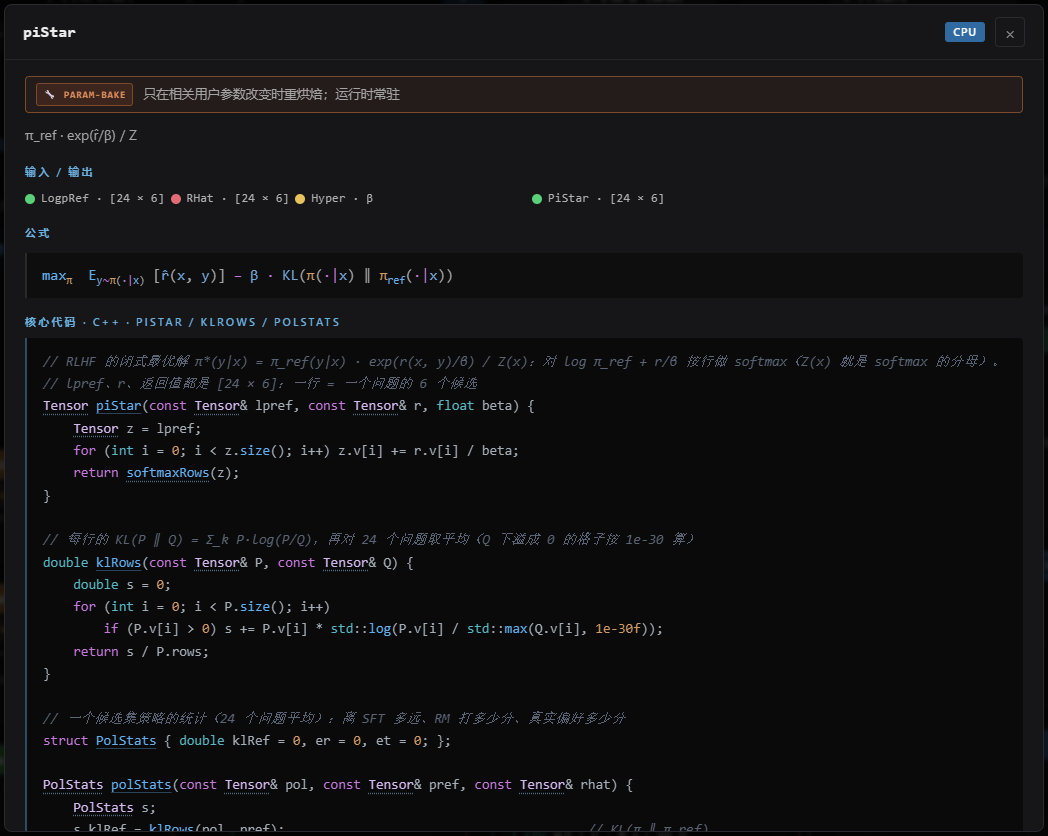 piStar
CPU ×
PARAM-BAKE 只在相关用户参数改变时重烘焙；运行时常驻
π_ref · exp(r̂/β) / Z
输入 / 输出
LogpRef · [24 × 6] RHat · [24 × 6] Hyper · β PiStar · [24 × 6]
公式
maxπ Ey~π(·|x) [r̂(x, y)] − β · KL(π(·|x) ‖ πref(·|x))
核心代码 · C++ · PISTAR / KLROWS / POLSTATS
// RLHF 的闭式最优解 π*(y|x) = π_ref(y|x) · exp(r(x, y)/β) / Z(x)；对 log π_ref + r/β 按行做 softmax（Z(x) 就是 softmax 的分母）。
// lpref、r、返回值都是 [24 × 6]；一行 = 一个问题的 6 个候选
Tensor piStar(const Tensor& lpref, const Tensor& r, float beta) {
    Tensor z = lpref;
    for (int i = 0; i < z.size(); i++) z.v[i] += r.v[i] / beta;
    return softmaxRows(z);
}
// 每行的 KL(P ‖ Q) = Σ_k P·log(P/Q)，再对 24 个问题取平均（Q 下溢成 0 的格子按 1e-30 算）
double klRows(const Tensor& P, const Tensor& Q) {
    double s = 0;
    for (int i = 0; i < P.size(); i++)
        if (P.v[i] > 0) s += P.v[i] * std::log(P.v[i] / std::max(Q.v[i], 1e-30f));
    return s / P.rows;
}
// 一个候选集策略的统计（24 个问题平均）：离 SFT 多远、RM 打多少分、真实偏好多少分
struct PolStats { double klRef = 0, er = 0, et = 0; };
PolStats polStats(const Tensor& pol, const Tensor& pref, const Tensor& rhat) {
    PolStats s;
    s.klRef = klRows(pol, pref); // KL(π ‖ π_ref)